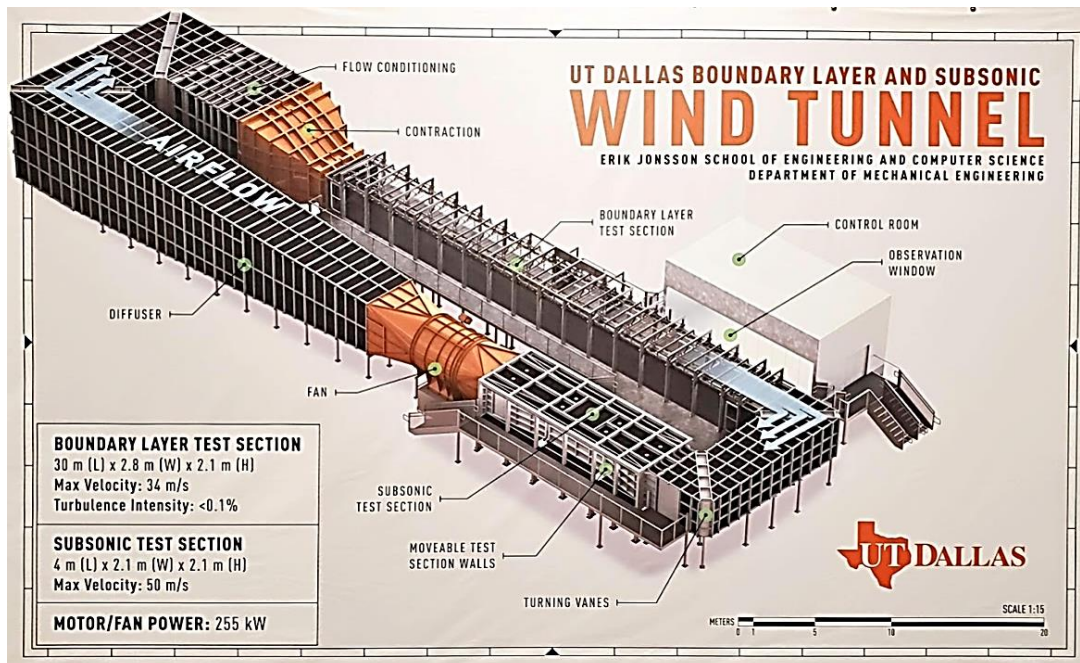 UT DALLAS BOUNDARY LAYER AND SUBSONIC
WIND TUNNEL
ERIK JONSSON SCHOOL OF ENGINEERING AND COMPUTER SCIENCE
DEPARTMENT OF MECHANICAL ENGINEERING
FLOW CONDITIONING
CONTRACTION
AIRFLOW
BOUNDARY LAYER
TEST SECTION
CONTROL ROOM
OBSERVATION
WINDOW
DIFFUSER
FAN
SUBSONIC
TEST SECTION
MOVEABLE TEST
SECTION WALLS
TURNING VANES
BOUNDARY LAYER TEST SECTION
30 m (L) x 2.8 m (W) x 2.1 m (H)
Max Velocity: 34 m/s
Turbulence Intensity: <0.1%
SUBSONIC TEST SECTION
4 m (L) x 2.1 m (W) x 2.1 m (H)
Max Velocity: 50 m/s
MOTOR/FAN POWER: 255 kW
UT DALLAS
SCALE 1:15
METERS
0 1 5 10 20